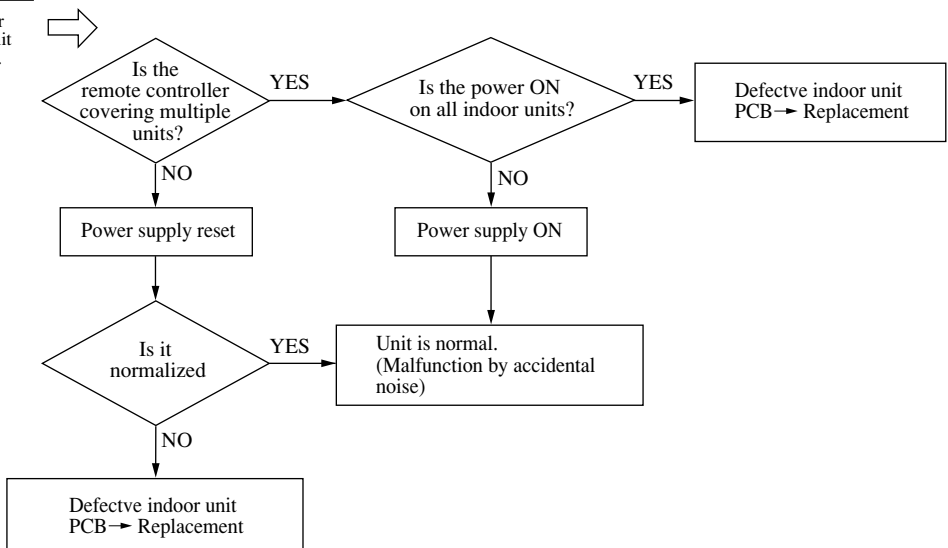 Is the
remote controller
covering multiple
units?
YES
Is the power ON
on all indoor units?
YES
Defectve indoor unit
PCB→ Replacement
NO
NO
Power supply reset
Power supply ON
Is it
normalized
YES
Unit is normal.
(Malfunction by accidental
noise)
NO
Defectve indoor unit
PCB→ Replacement